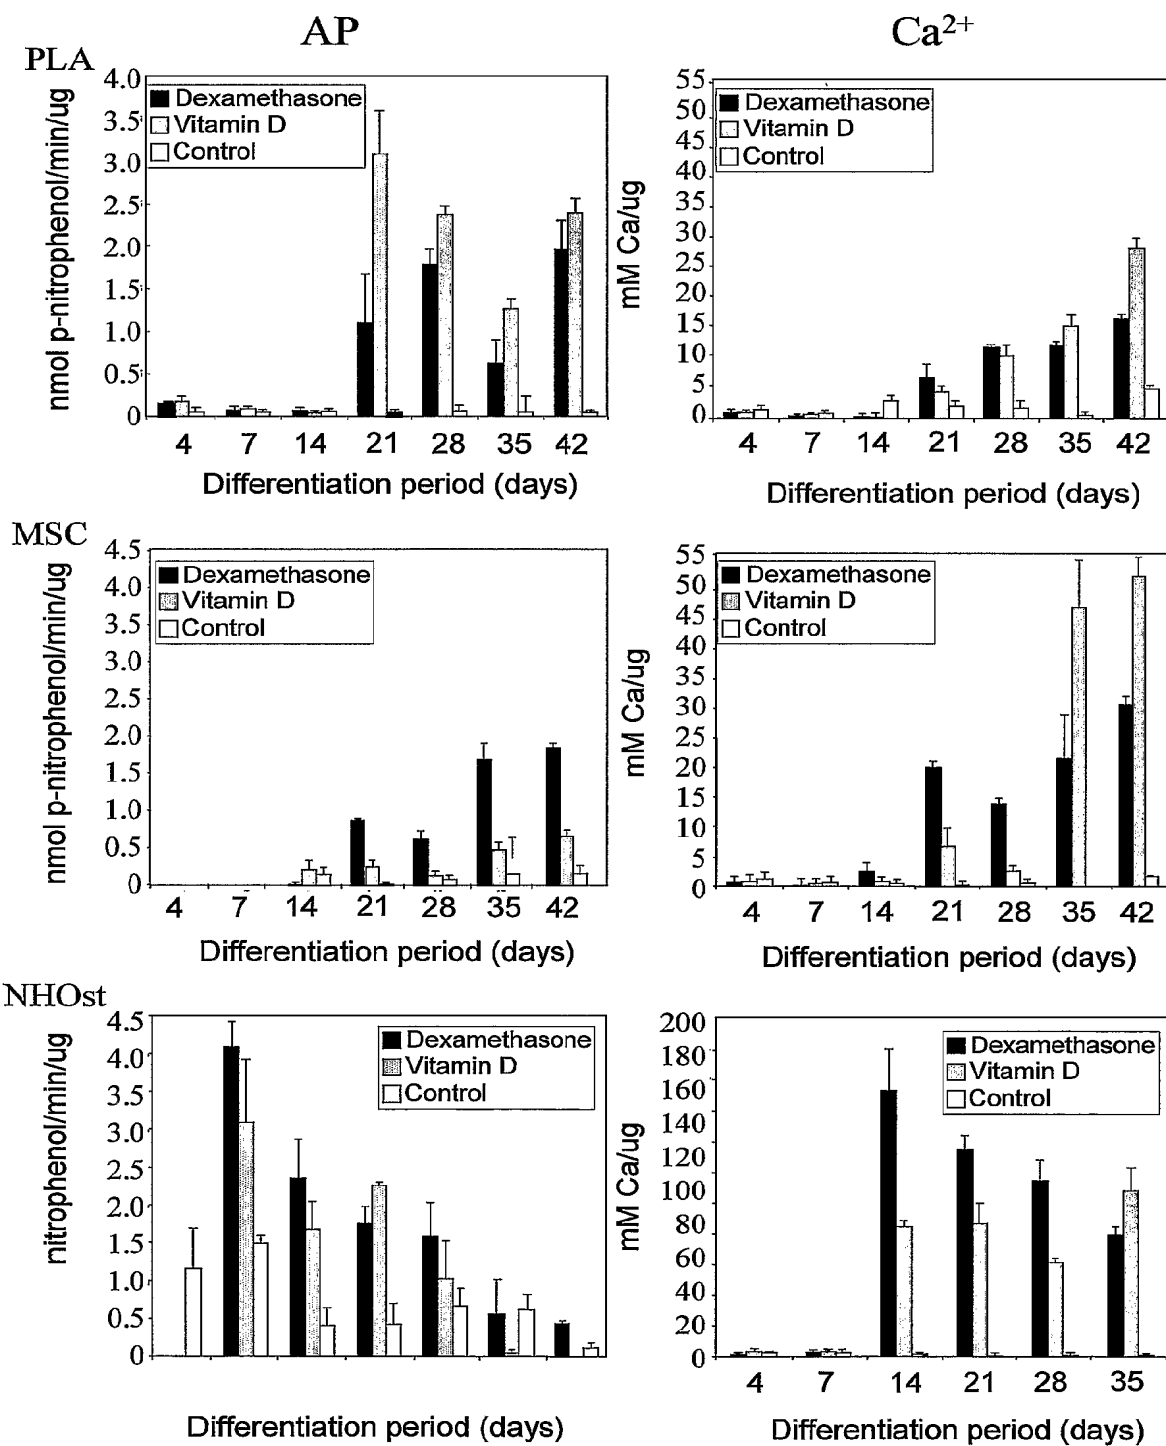 AP
Ca2+
PLA
nmol p-nitrophenol/min/ug
4.0
3.5
3.0
2.5
2.0
1.5
1.0
0.5
0
Dexamethasone
Vitamin D
Control
4 7 14 21 28 35 42
Differentiation period (days)
mM Ca/ug
55
50
45
40
35
30
25
20
15
10
5
0
Dexamethasone
Vitamin D
Control
4 7 14 21 28 35 42
Differentiation period (days)
MSC
nmol p-nitrophenol/min/ug
4.5
4.0
3.5
3.0
2.5
2.0
1.5
1.0
0.5
0
Dexamethasone
Vitamin D
Control
4 7 14 21 28 35 42
Differentiation period (days)
mM Ca/ug
55
50
45
40
35
30
25
20
15
10
5
0
Dexamethasone
Vitamin D
Control
4 7 14 21 28 35 42
Differentiation period (days)
NHOst
nitrophenol/min/ug
4.5
4.0
3.5
3.0
2.5
2.0
1.5
1.0
0.5
0
Dexamethasone
Vitamin D
Control
Differentiation period (days)
mM Ca/ug
200
180
160
140
120
100
80
60
40
20
0
Dexamethasone
Vitamin D
Control
4 7 14 21 28 35
Differentiation period (days)